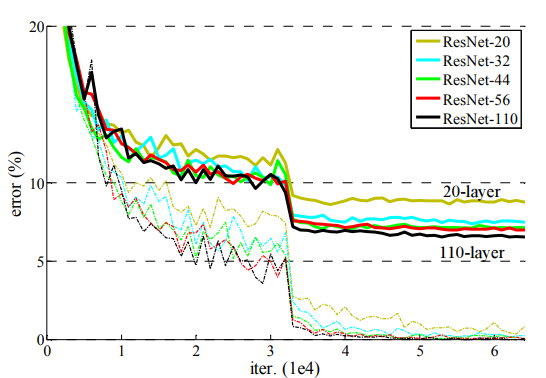 20
ResNet-20
ResNet-32
ResNet-44
ResNet-56
ResNet-110
error (%)
10
20-layer
110-layer
5
0
0 1 2 3 4 5 6
iter. (1e4)